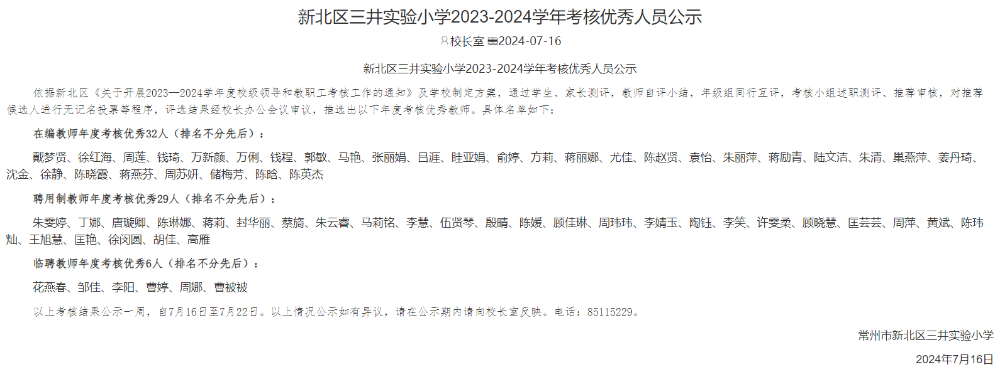 新北区三井实验小学2023-2024学年考核优秀人员公示
校长室 2024-07-16
新北区三井实验小学2023-2024学年考核优秀人员公示
依据新北区《关于开展2023—2024学年度校级领导和教职工考核工作的通知》及学校制定方案，通过学生、家长测评，教师自评小结，年级组同行互评，考核小组述职测评、推荐审核，对推荐
候选人进行无记名投票等程序，评选结果经校长办公会议审议，推选出以下年度考核优秀教师。具体名单如下：
在编教师年度考核优秀32人（排名不分先后）：
戴梦贤、徐红海、周莲、钱琦、万新颜、万俐、钱程、郭敏、马艳、张丽娟、吕涯、眭亚娟、俞婷、方莉、蒋丽娜、尤佳、陈赵贤、袁怡、朱丽萍、蒋励青、陆文洁、朱清、巢燕萍、姜丹琦、
沈金、徐静、陈晓霞、蒋燕芬、周苏妍、储梅芳、陈晗、陈英杰
聘用制教师年度考核优秀29人（排名不分先后）：
朱雯婷、丁娜、唐璇卿、陈琳娜、蒋莉、封华丽、蔡旖、朱云睿、马莉铭、李慧、伍贤琴、殷晴、陈媛、顾佳琳、周玮玮、李婧玉、陶钰、李笑、许雯柔、顾晓慧、匡芸芸、周萍、黄斌、陈玮
灿、王旭慧、匡艳、徐闵圆、胡佳、高雁
临聘教师年度考核优秀6人（排名不分先后）：
花燕春、邹佳、李阳、曹婷、周娜、曹被被
以上考核结果公示一周，自7月16日至7月22日。以上情况公示如有异议，请在公示期内请向校长室反映。电话：85115229。
常州市新北区三井实验小学
2024年7月16日